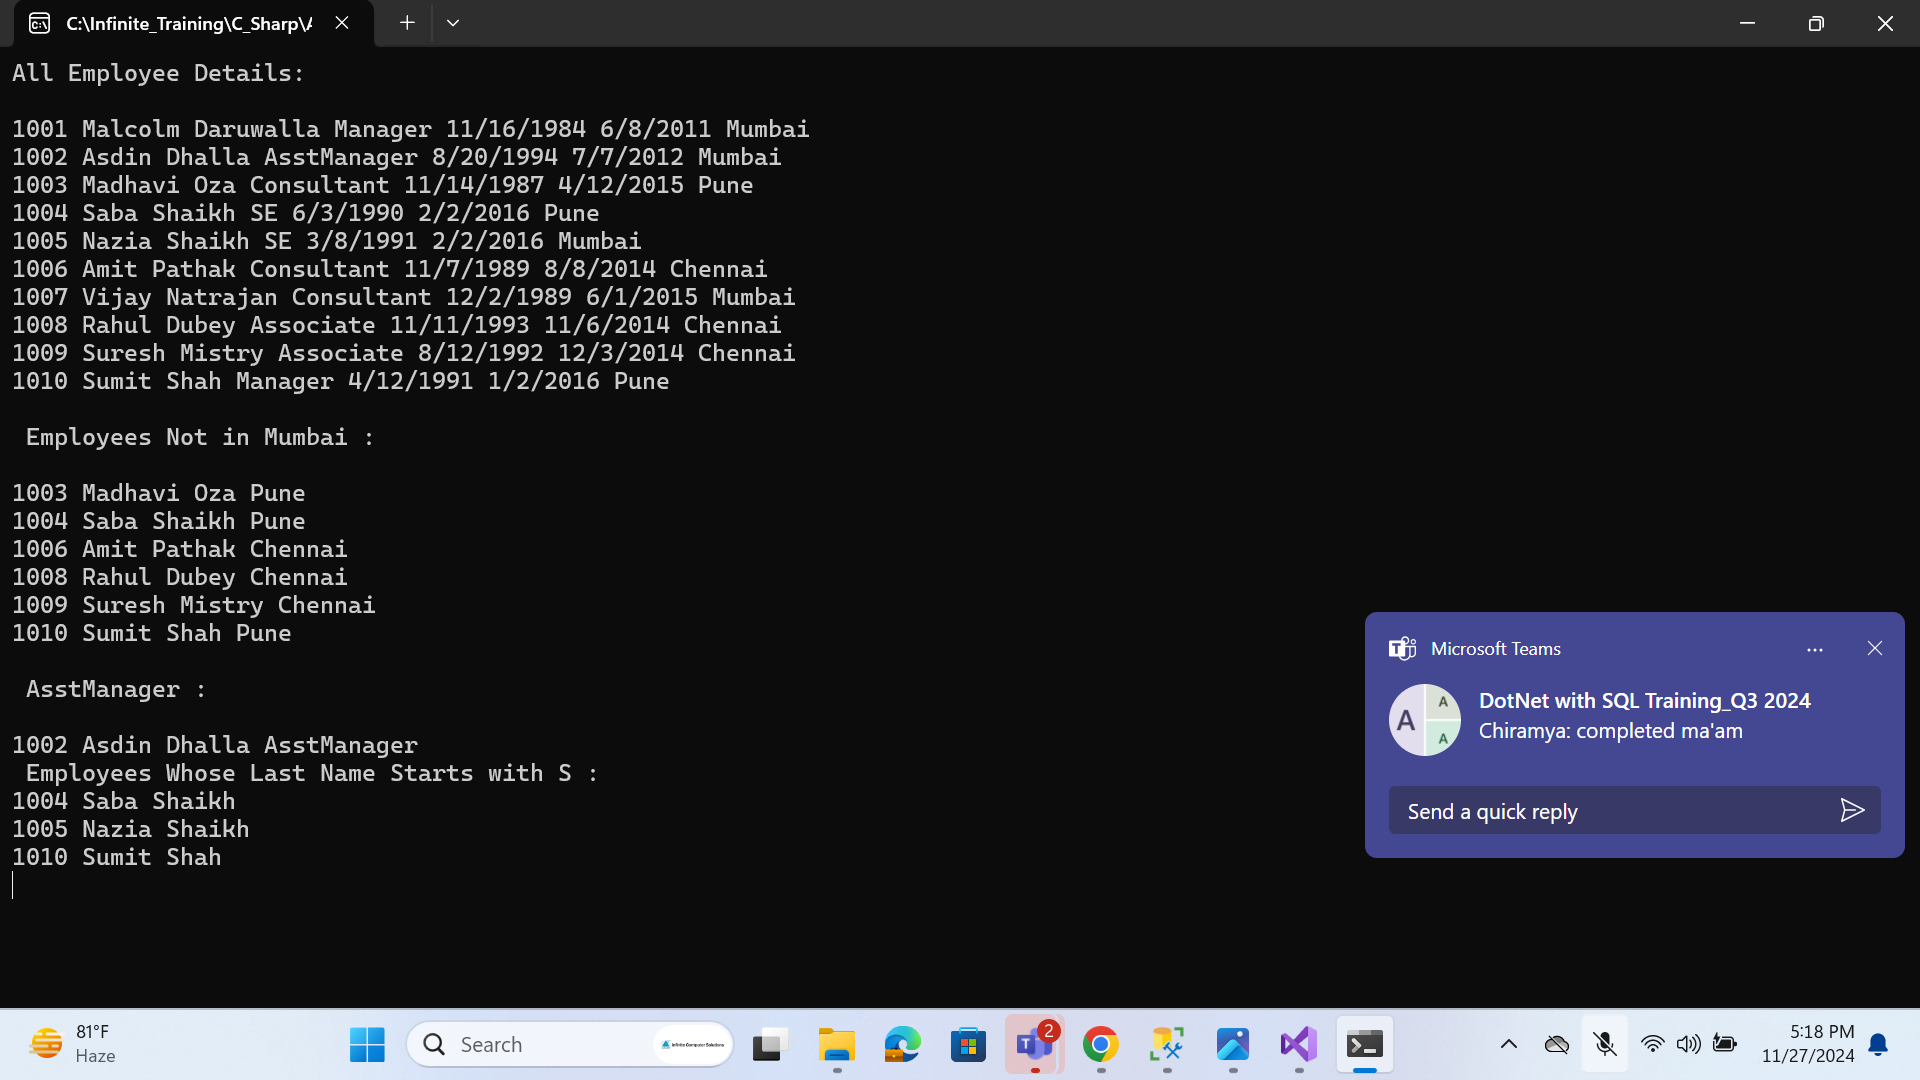 C:\Infinite_Training\C_Sharp\A
All Employee Details:
1001 Malcolm Daruwalla Manager 11/16/1984 6/8/2011 Mumbai
1002 Asdin Dhalla AsstManager 8/20/1994 7/7/2012 Mumbai
1003 Madhavi Oza Consultant 11/14/1987 4/12/2015 Pune
1004 Saba Shaikh SE 6/3/1990 2/2/2016 Pune
1005 Nazia Shaikh SE 3/8/1991 2/2/2016 Mumbai
1006 Amit Pathak Consultant 11/7/1989 8/8/2014 Chennai
1007 Vijay Natrajan Consultant 12/2/1989 6/1/2015 Mumbai
1008 Rahul Dubey Associate 11/11/1993 11/6/2014 Chennai
1009 Suresh Mistry Associate 8/12/1992 12/3/2014 Chennai
1010 Sumit Shah Manager 4/12/1991 1/2/2016 Pune
Employees Not in Mumbai :
1003 Madhavi Oza Pune
1004 Saba Shaikh Pune
1006 Amit Pathak Chennai
1008 Rahul Dubey Chennai
1009 Suresh Mistry Chennai
1010 Sumit Shah Pune
AsstManager :
1002 Asdin Dhalla AsstManager
Employees Whose Last Name Starts with S :
1004 Saba Shaikh
1005 Nazia Shaikh
1010 Sumit Shah
Microsoft Teams
A A A
DotNet with SQL Training_Q3 2024
Chiramya: completed ma'am
Send a quick reply
81°F
Haze
Search
Infinite Computer Solutions
2
5:18 PM
11/27/2024